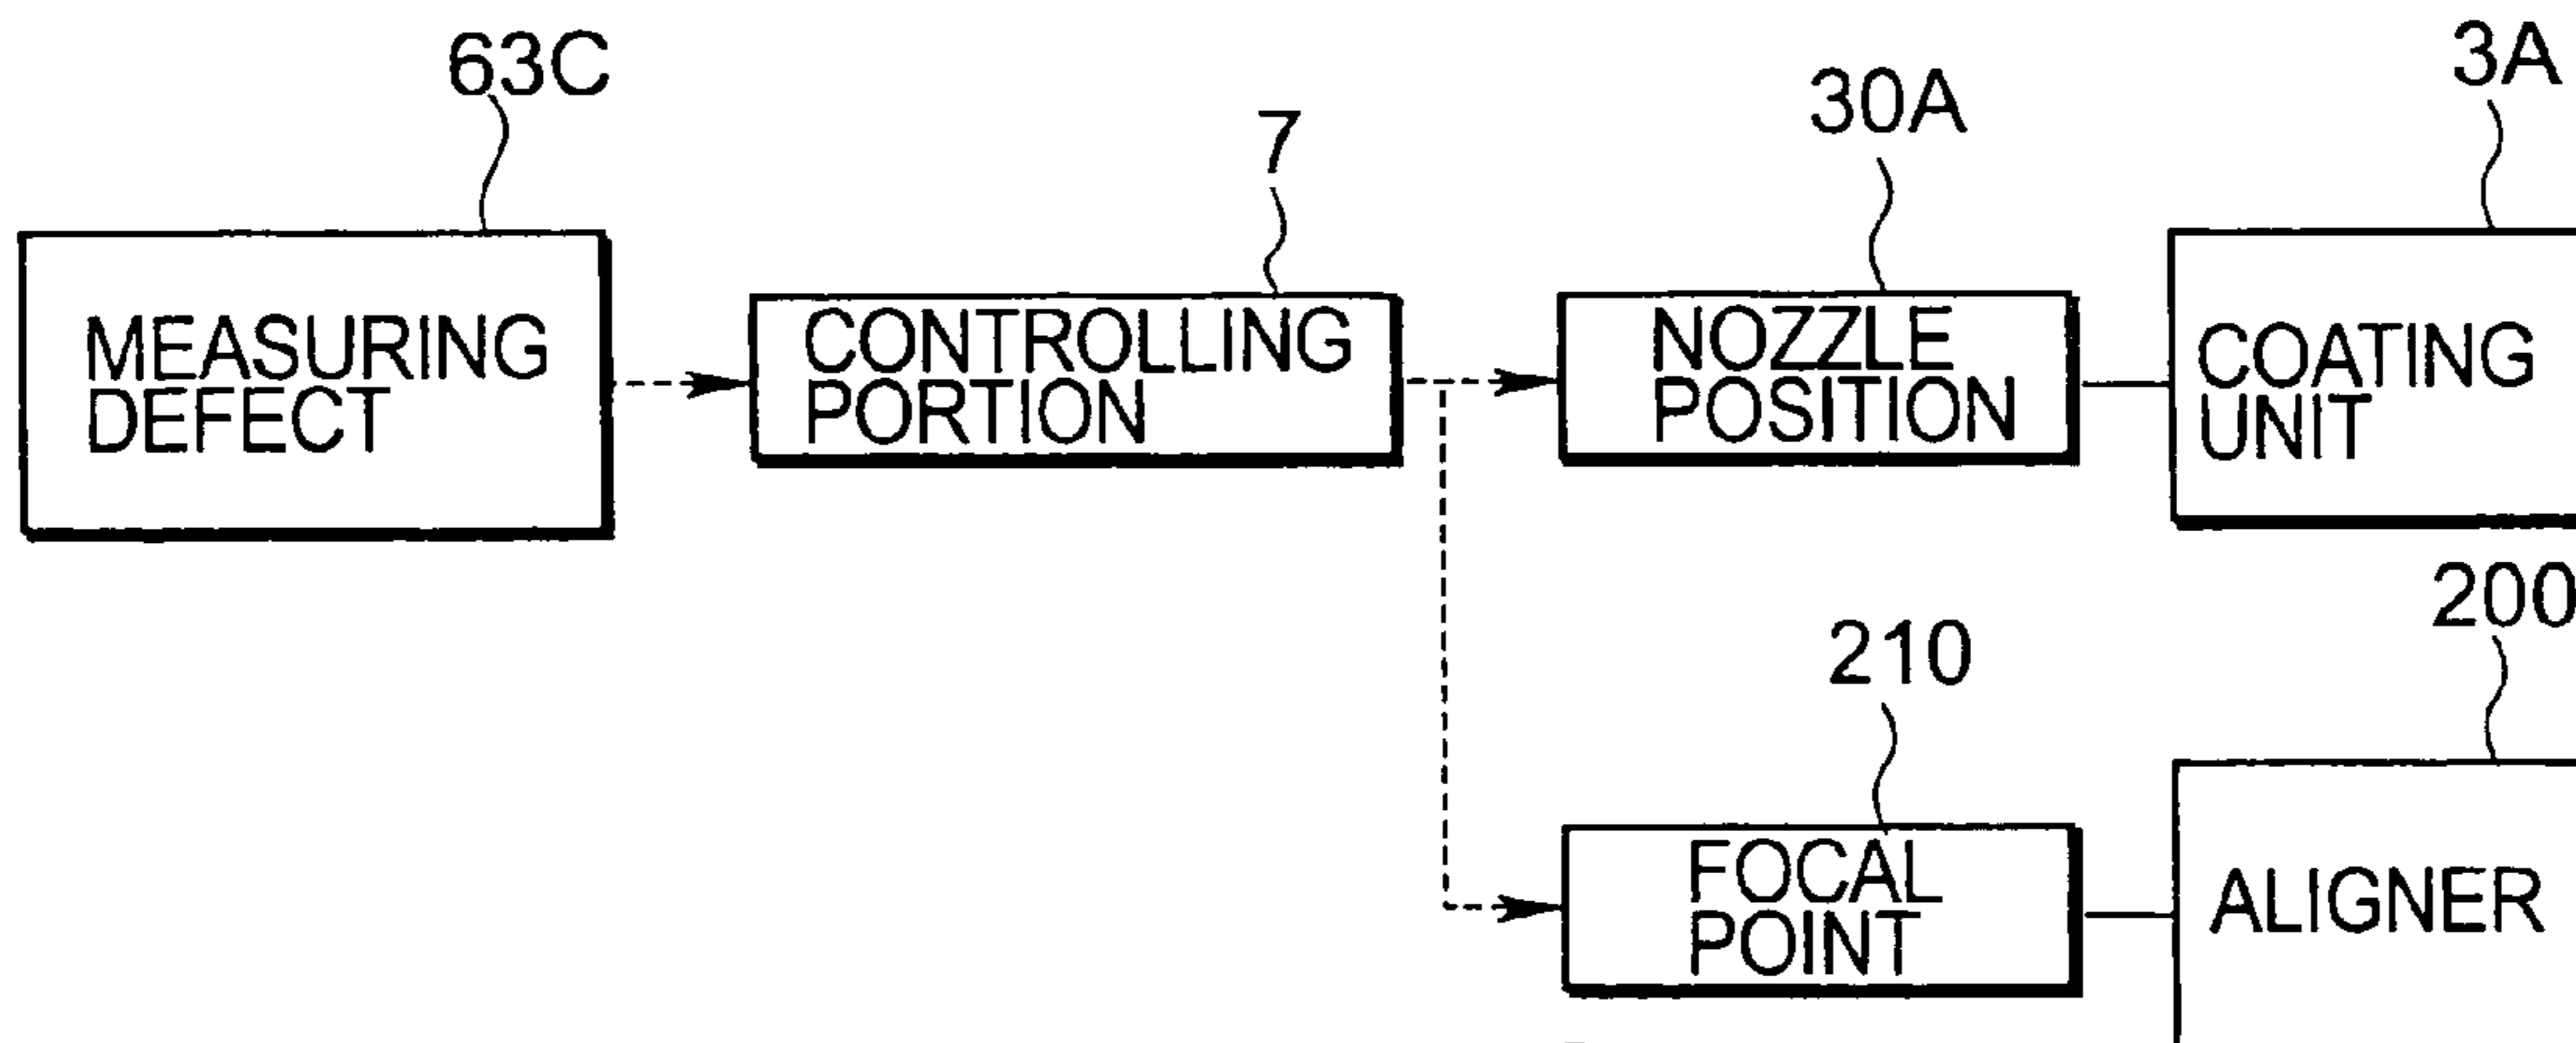 63C
7
30A
3A
MEASURING
DEFECT
CONTROLLING
PORTION
NOZZLE
POSITION
COATING
UNIT
210
200
FOCAL
POINT
ALIGNER